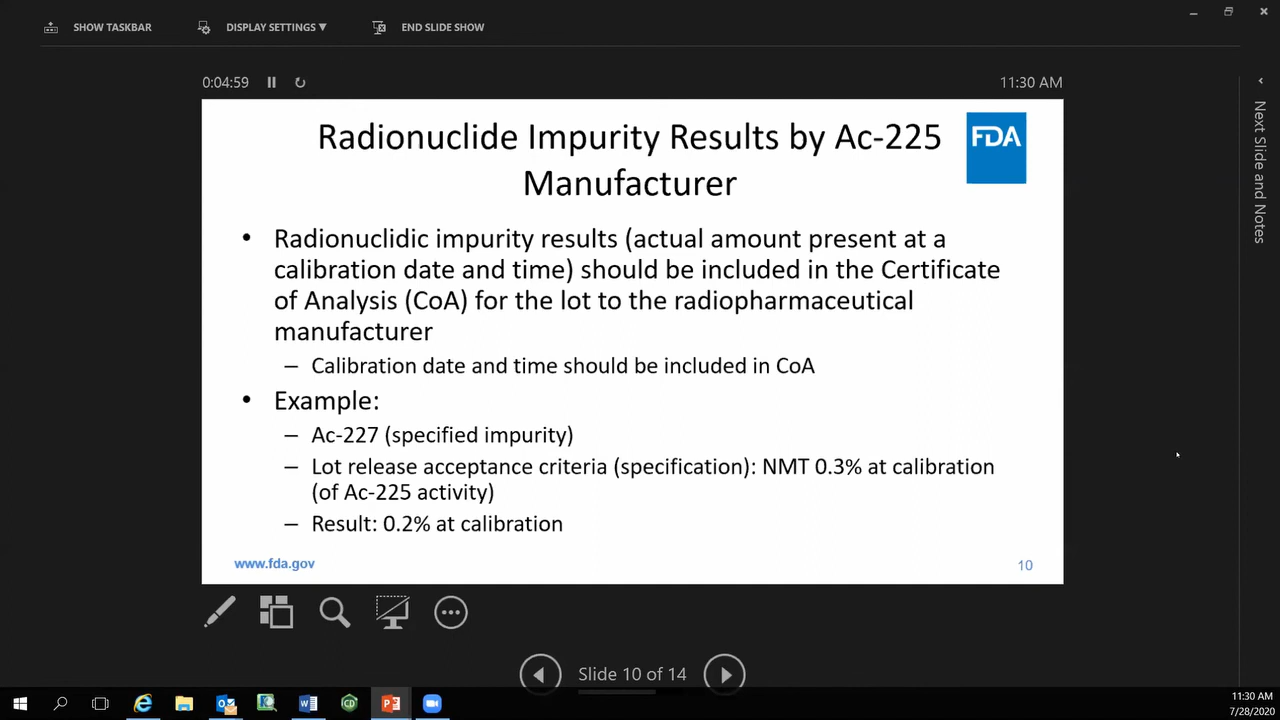 SHOW TASKBAR
DISPLAY SETTINGS ▼
END SLIDE SHOW
0:04:59
11:30 AM
Radionuclide Impurity Results by Ac-225
Manufacturer
FDA
• Radionuclidic impurity results (actual amount present at a
calibration date and time) should be included in the Certificate
of Analysis (CoA) for the lot to the radiopharmaceutical
manufacturer
– Calibration date and time should be included in CoA
• Example:
– Ac-227 (specified impurity)
– Lot release acceptance criteria (specification): NMT 0.3% at calibration
(of Ac-225 activity)
– Result: 0.2% at calibration
www.fda.gov
10
Next Slide and Notes
Slide 10 of 14
11:30 AM
7/28/2020